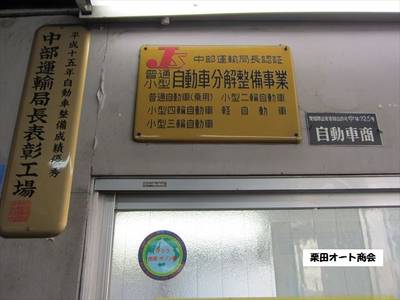 平成十五年自動車整備成績優秀
中部運輸局長表彰工場
中部運輸局長認証
普通
小型
自動車分解整備事業
普通自動車(乗用) 小型二輪自動車
小型四輪自動車 軽自動車
小型三輪自動車
自動車商
栗田オート商会